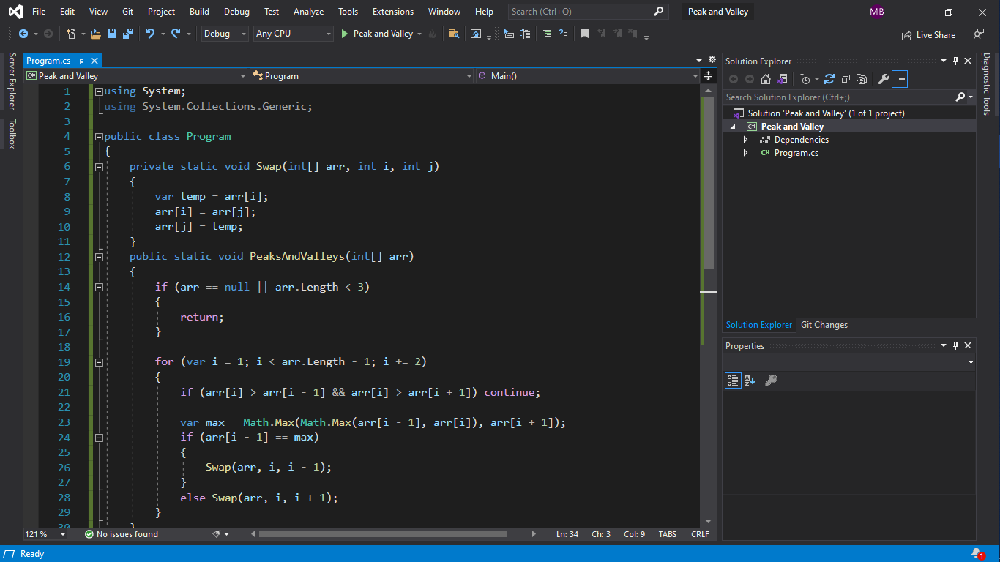 File Edit View Git Project Build Debug Test Analyze Tools Extensions Window Help Search (Ctrl+Q) Peak and Valley MB
Debug Any CPU Peak and Valley Live Share
Server Explorer
Toolbox
Program.cs
Peak and Valley Program Main()
1 using System;
2 using System.Collections.Generic;
3
4 public class Program
5 {
6 private static void Swap(int[] arr, int i, int j)
7 {
8 var temp = arr[i];
9 arr[i] = arr[j];
10 arr[j] = temp;
11 }
12 public static void PeaksAndValleys(int[] arr)
13 {
14 if (arr == null || arr.Length < 3)
15 {
16 return;
17 }
18
19 for (var i = 1; i < arr.Length - 1; i += 2)
20 {
21 if (arr[i] > arr[i - 1] && arr[i] > arr[i + 1]) continue;
22
23 var max = Math.Max(Math.Max(arr[i - 1], arr[i]), arr[i + 1]);
24 if (arr[i - 1] == max)
25 {
26 Swap(arr, i, i - 1);
27 }
28 else Swap(arr, i, i + 1);
29 }
30 }
121 % No issues found Ln: 34 Ch: 3 Col: 9 TABS CRLF
Solution Explorer
Search Solution Explorer (Ctrl+;)
Solution 'Peak and Valley' (1 of 1 project)
C# Peak and Valley
Dependencies
C# Program.cs
Solution Explorer Git Changes
Properties
Diagnostic Tools
Ready 1